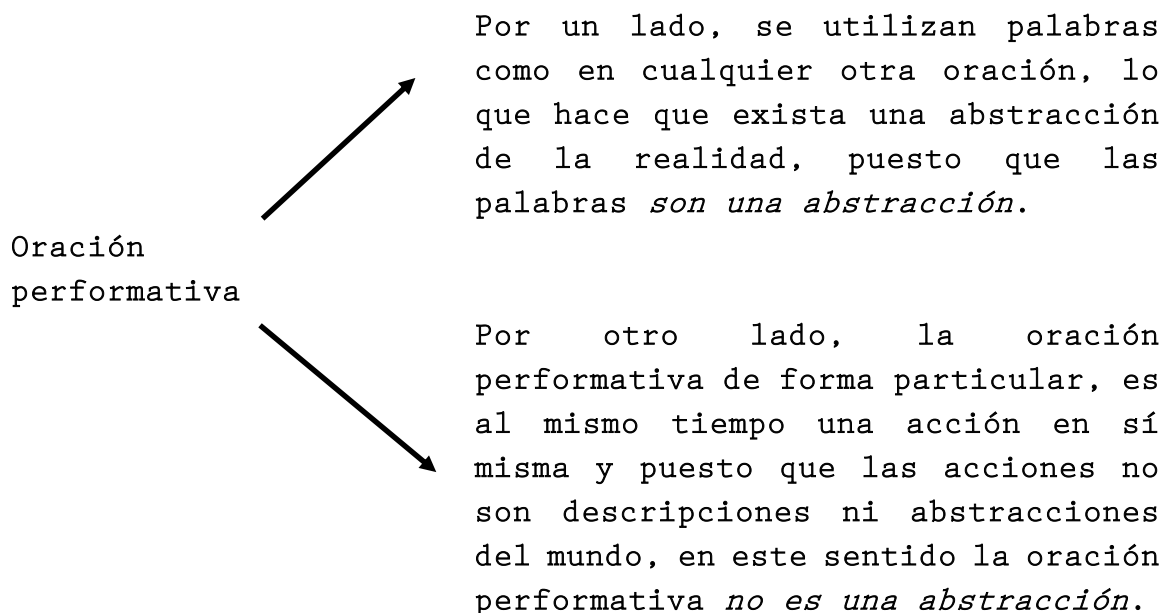 Por un lado, se utilizan palabras
como en cualquier otra oración, lo
que hace que exista una abstracción
de la realidad, puesto que las
palabras son una abstracción.
Oración
performativa
Por otro lado, la oración
performativa de forma particular, es
al mismo tiempo una acción en sí
misma y puesto que las acciones no
son descripciones ni abstracciones
del mundo, en este sentido la oración
performativa no es una abstracción.